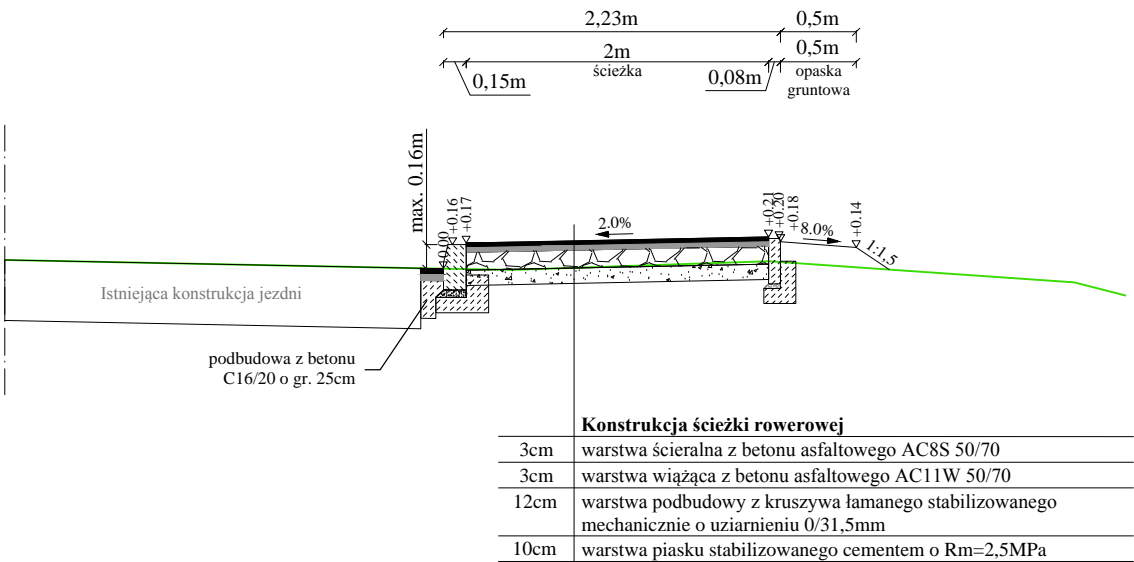 2,23m
0,5m
2m
0,5m
ścieżka
opaska
gruntowa
0,15m
0,08m
max. 0.16m
+0.00
+0.16
+0.17
2.0%
+0.21
+0.20
+0.18
8.0%
+0.14
1:1,5
Istniejąca konstrukcja jezdni
podbudowa z betonu
C16/20 o gr. 25cm
Konstrukcja ścieżki rowerowej
3cm warstwa ścieralna z betonu asfaltowego AC8S 50/70
3cm warstwa wiążąca z betonu asfaltowego AC11W 50/70
12cm warstwa podbudowy z kruszywa łamanego stabilizowanego
mechanicznie o uziarnieniu 0/31,5mm
10cm warstwa piasku stabilizowanego cementem o Rm=2,5MPa